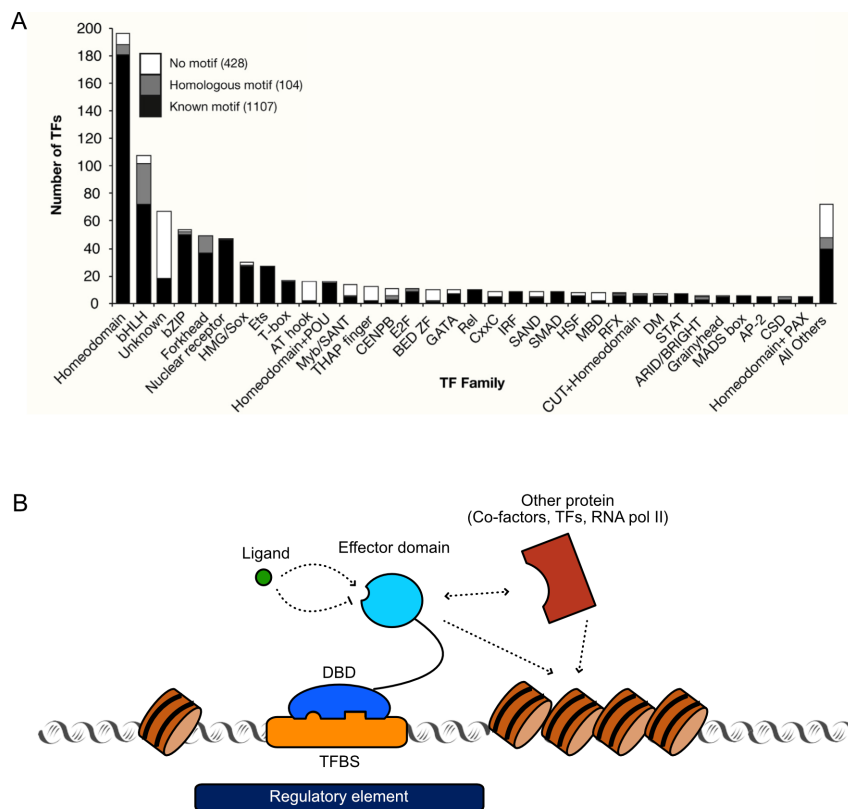 A
Number of TFs
200
180
160
140
120
100
80
60
40
20
0
No motif (428)
Homologous motif (104)
Known motif (1107)
Homeodomain
bHLH
Unknown
bZIP
Forkhead
Nuclear receptor
HMG/Sox
Ets
T-box
AT hook
Homeodomain+POU
Myb/SANT
THAP finger
CENPB
E2F
BED ZF
GATA
Rel
CxxC
IRF
SAND
SMAD
HSF
MBD
RFX
CUT+Homeodomain
DM
STAT
ARID/BRIGHT
Grainyhead
MADS box
AP-2
CSD
Homeodomain+ PAX
All Others
TF Family
B
Other protein
(Co-factors, TFs, RNA pol II)
Effector domain
Ligand
DBD
TFBS
Regulatory element